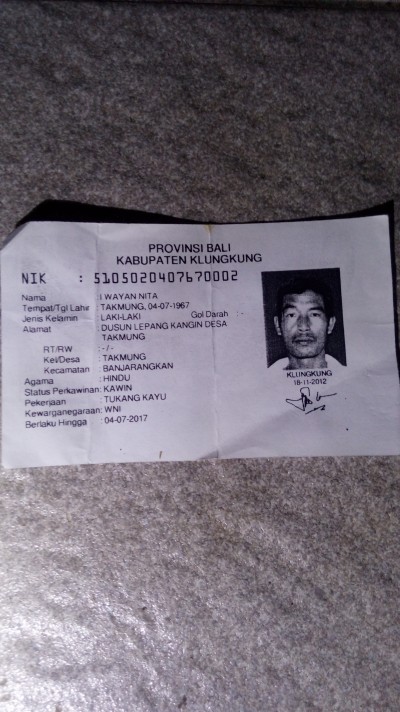 PROVINSI BALI
KABUPATEN KLUNGKUNG
NIK : 5105020407670002
Nama : I WAYAN NITA
Tempat/Tgl Lahir : TAKMUNG, 04-07-1967
Jenis Kelamin : LAKI-LAKI Gol Darah : -
Alamat : DUSUN LEPANG KANGIN DESA
TAKMUNG
RT/RW : -/-
Kel/Desa : TAKMUNG
Kecamatan : BANJARANGKAN
Agama : HINDU
Status Perkawinan: KAWIN
Pekerjaan : TUKANG KAYU
Kewarganegaraan: WNI
Berlaku Hingga : 04-07-2017
KLUNGKUNG
18-11-2012